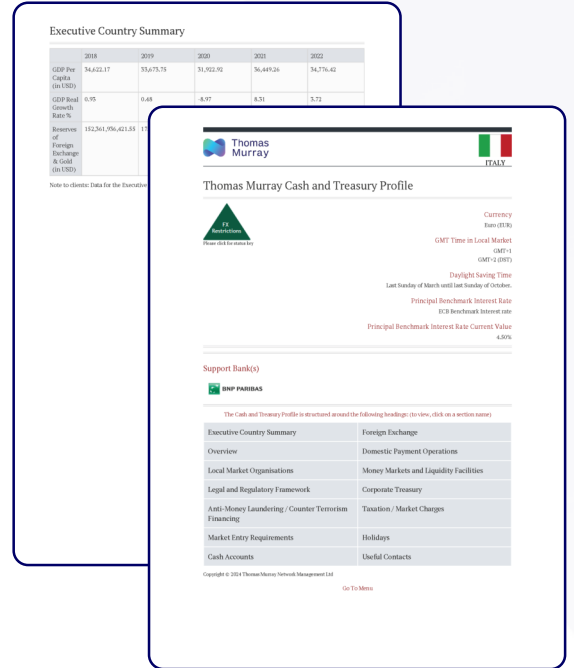 Executive Country Summary
2018 2019 2020 2021 2022
GDP Per Capita (in USD) 34,622.17 33,673.75 31,922.92 36,449.26 34,776.42
GDP Real Growth Rate % 0.93 0.48 -8.97 8.31 3.72
Reserves of Foreign Exchange & Gold (in USD) 152,361,936,421.55 17
Note to clients: Data for the Executive
Thomas
Murray
ITALY
Thomas Murray Cash and Treasury Profile
FX
Restrictions
Please click for status key
Currency
Euro (EUR)
GMT Time in Local Market
GMT+1
GMT+2 (DST)
Daylight Saving Time
Last Sunday of March until last Sunday of October.
Principal Benchmark Interest Rate
ECB Benchmark Interest rate
Principal Benchmark Interest Rate Current Value
4.50%
Support Bank(s)
BNP PARIBAS
The Cash and Treasury Profile is structured around the following headings: (to view, click on a section name)
Executive Country Summary Foreign Exchange
Overview Domestic Payment Operations
Local Market Organisations Money Markets and Liquidity Facilities
Legal and Regulatory Framework Corporate Treasury
Anti-Money Laundering / Counter Terrorism Financing Taxation / Market Charges
Market Entry Requirements Holidays
Cash Accounts Useful Contacts
Copyright © 2024 Thomas Murray Network Management Ltd
Go To Menu